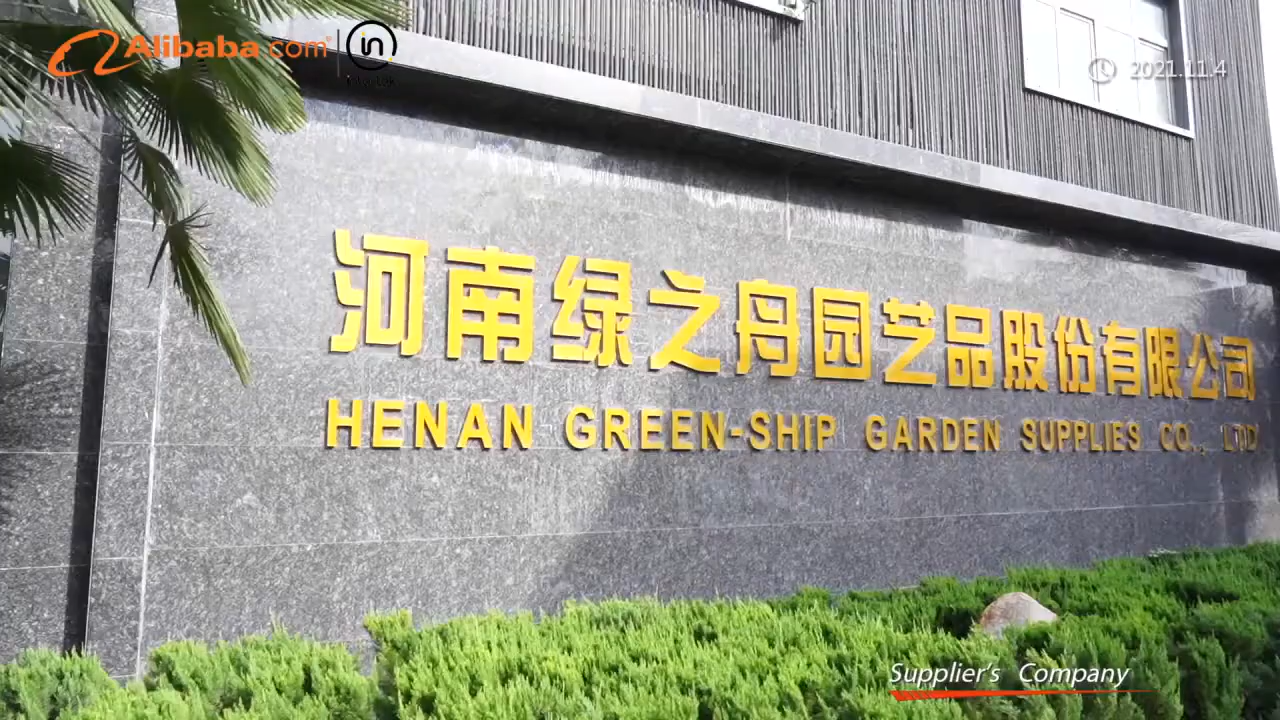 Alibaba.com
in
2021.11.4
河南绿之舟园艺品股份有限公司
HENAN GREEN-SHIP GARDEN SUPPLIES CO., LTD
Supplier's Company